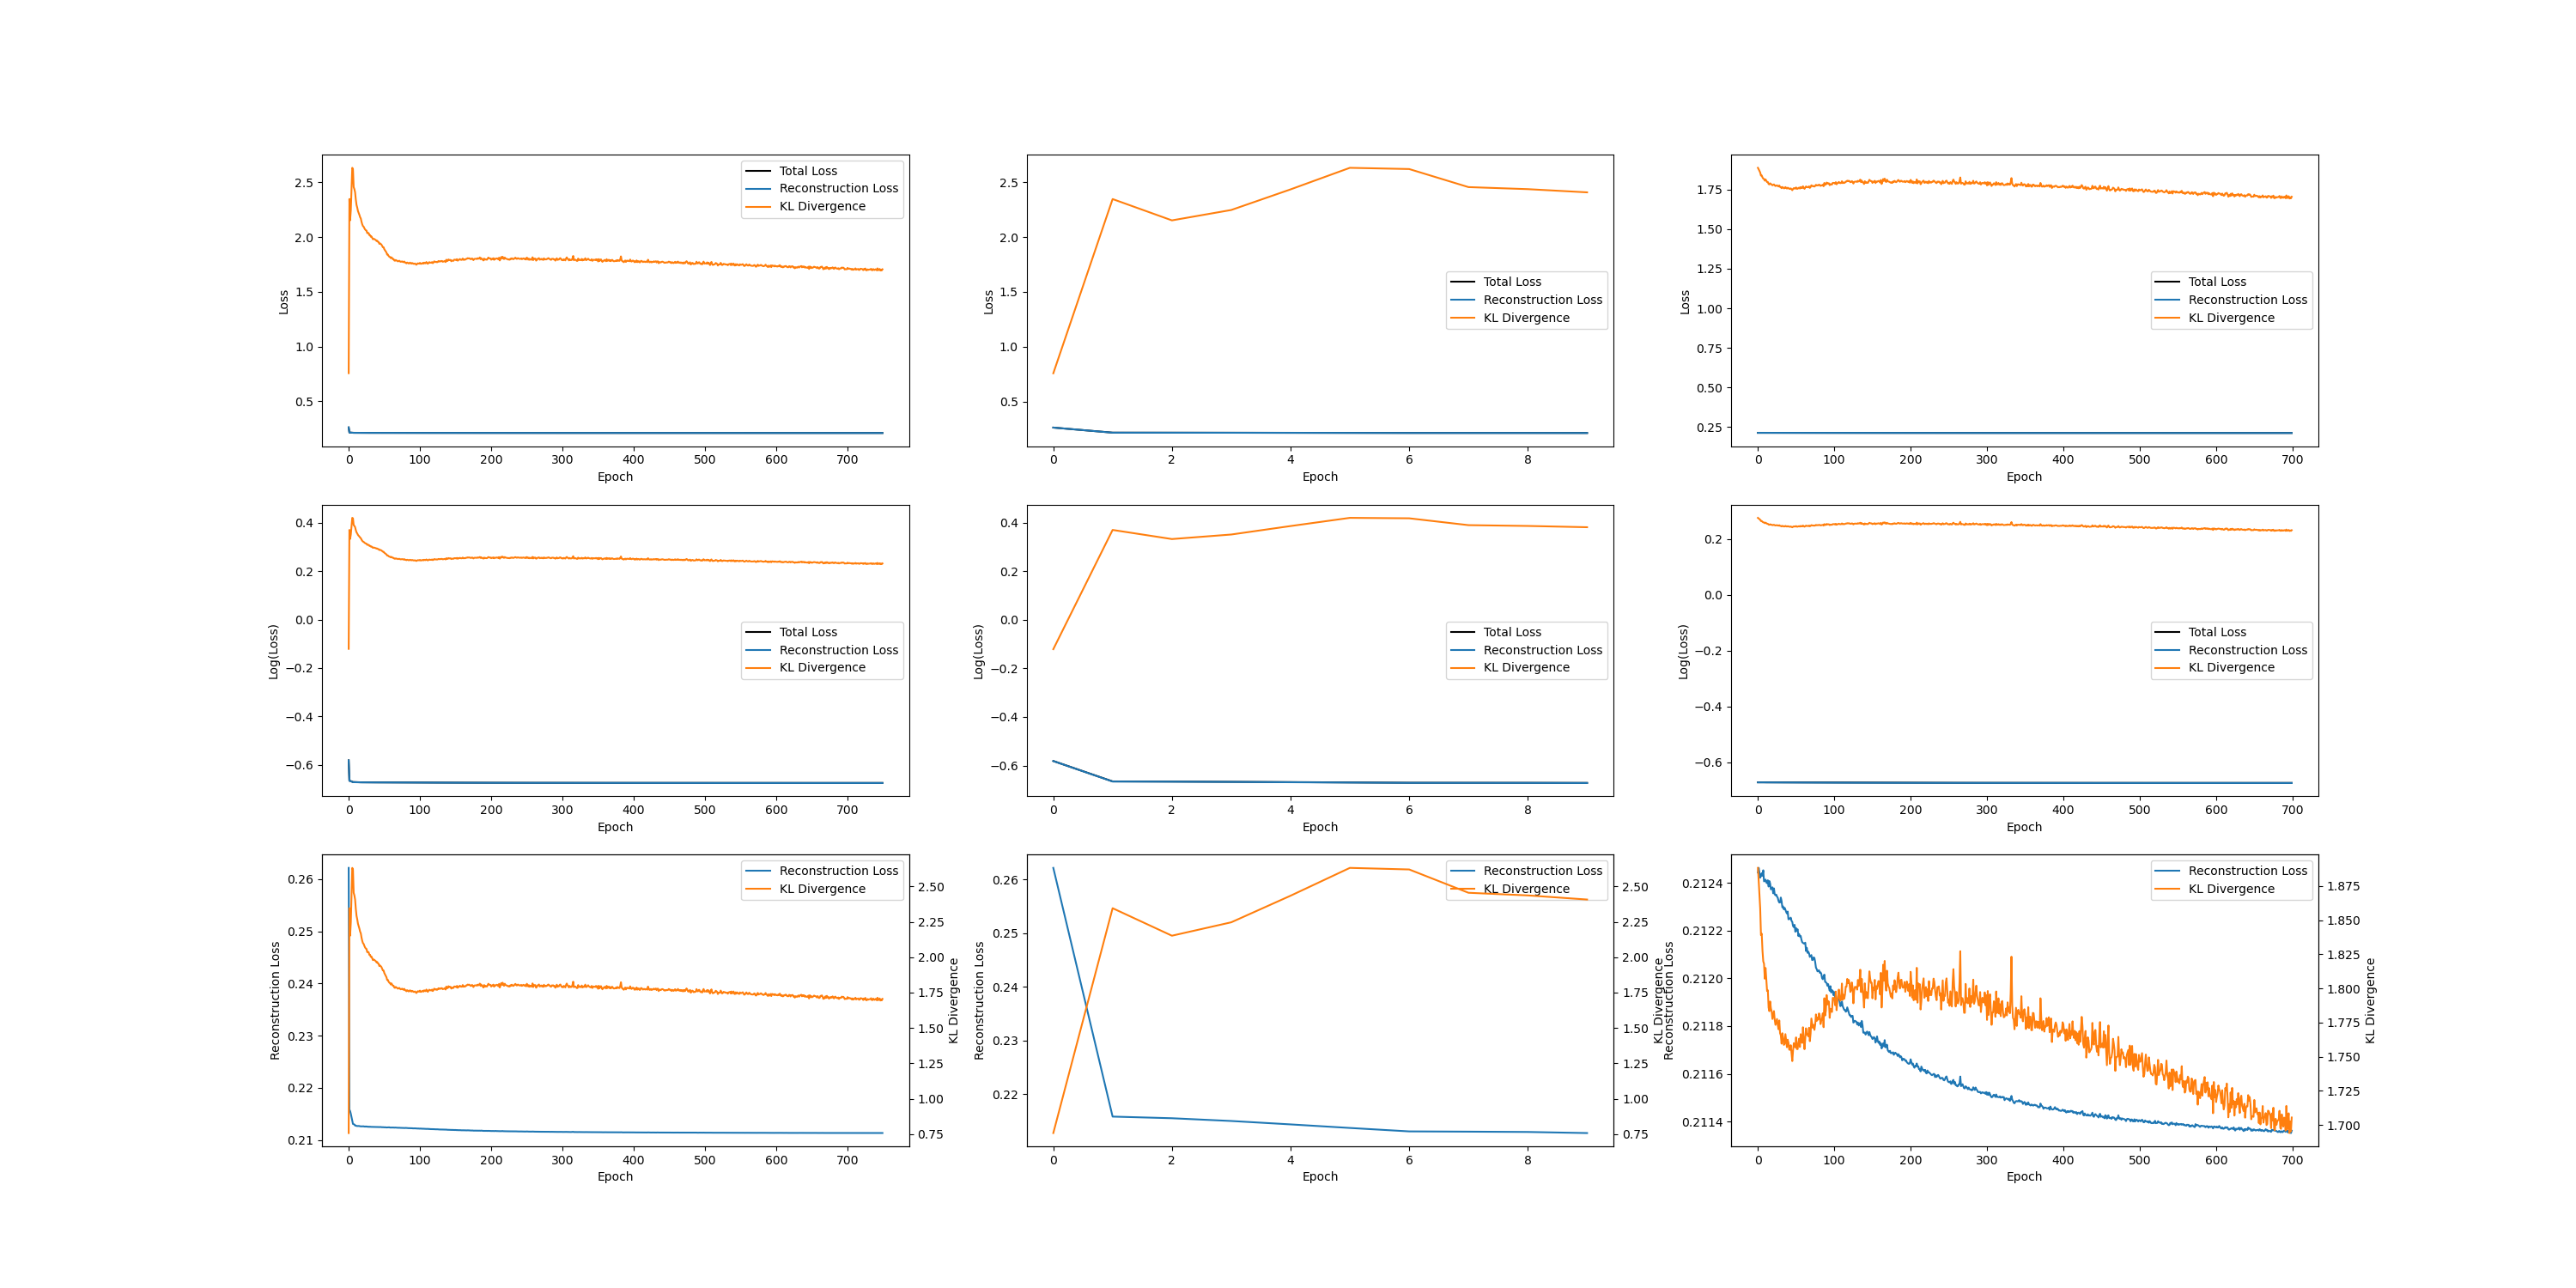 Total Loss
Reconstruction Loss
KL Divergence
2.5
2.0
1.5
1.0
0.5
Loss
0 100 200 300 400 500 600 700
Epoch
Total Loss
Reconstruction Loss
KL Divergence
2.5
2.0
1.5
1.0
0.5
Loss
0 2 4 6 8
Epoch
Total Loss
Reconstruction Loss
KL Divergence
1.75
1.50
1.25
1.00
0.75
0.50
0.25
Loss
0 100 200 300 400 500 600 700
Epoch
Total Loss
Reconstruction Loss
KL Divergence
0.4
0.2
0.0
−0.2
−0.4
−0.6
Log(Loss)
0 100 200 300 400 500 600 700
Epoch
Total Loss
Reconstruction Loss
KL Divergence
0.4
0.2
0.0
−0.2
−0.4
−0.6
Log(Loss)
0 2 4 6 8
Epoch
Total Loss
Reconstruction Loss
KL Divergence
0.2
0.0
−0.2
−0.4
−0.6
Log(Loss)
0 100 200 300 400 500 600 700
Epoch
Reconstruction Loss
KL Divergence
0.26
0.25
0.24
0.23
0.22
0.21
Reconstruction Loss
2.50
2.25
2.00
1.75
1.50
1.25
1.00
0.75
KL Divergence
0 100 200 300 400 500 600 700
Epoch
Reconstruction Loss
KL Divergence
0.26
0.25
0.24
0.23
0.22
Reconstruction Loss
2.50
2.25
2.00
1.75
1.50
1.25
1.00
0.75
KL Divergence
0 2 4 6 8
Epoch
Reconstruction Loss
KL Divergence
0.2124
0.2122
0.2120
0.2118
0.2116
0.2114
Reconstruction Loss
1.875
1.850
1.825
1.800
1.775
1.750
1.725
1.700
KL Divergence
0 100 200 300 400 500 600 700
Epoch